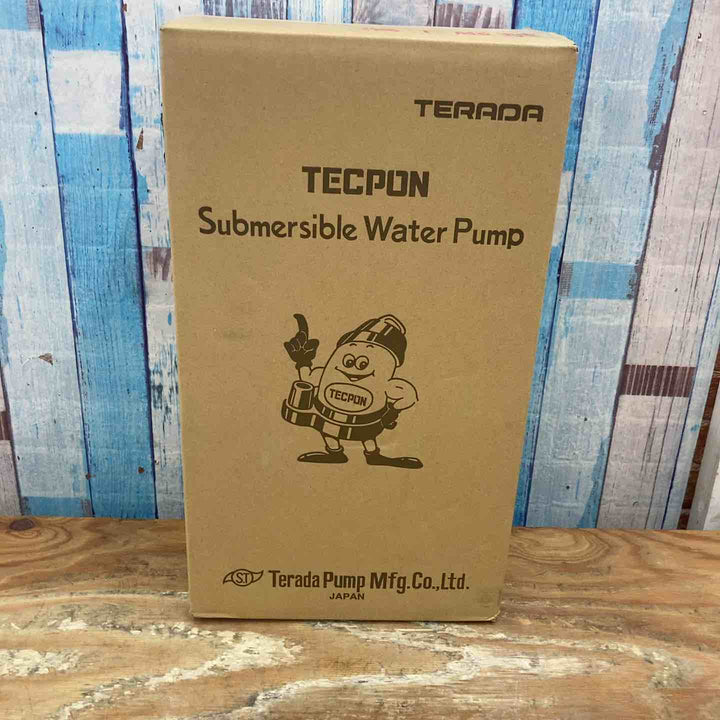 TERADA
TECPON
Submersible Water Pump
TECPON
ST Terada Pump Mfg.Co.,Ltd.
JAPAN